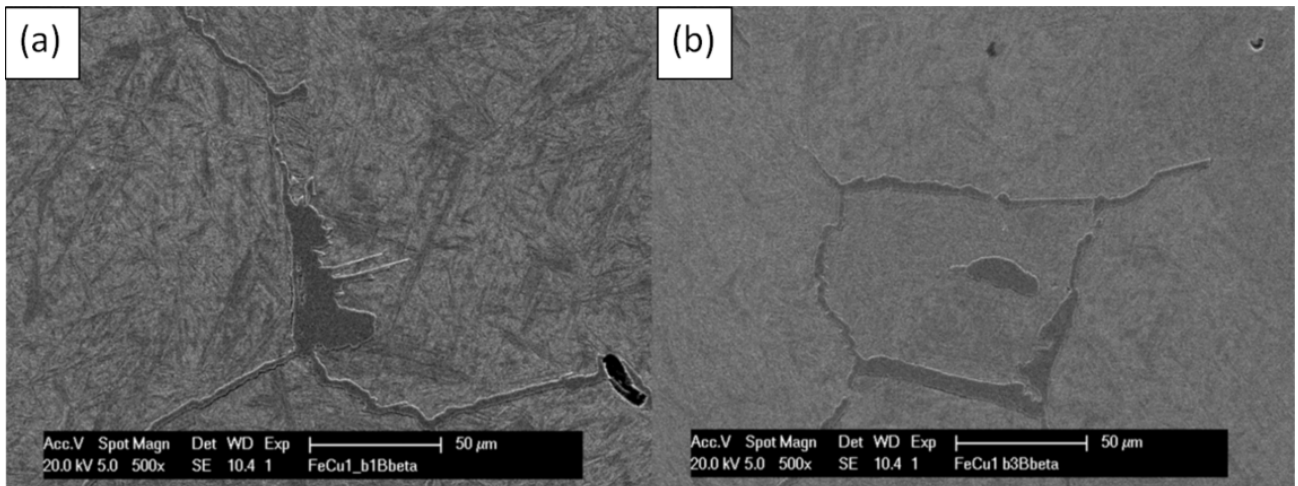 (a)
(b)
Acc.V Spot Magn Det WD Exp 50 µm
20.0 kV 5.0 500x SE 10.4 1 FeCu1_b1Bbeta
Acc.V Spot Magn Det WD Exp 50 µm
20.0 kV 5.0 500x SE 10.4 1 FeCu1 b3Bbeta